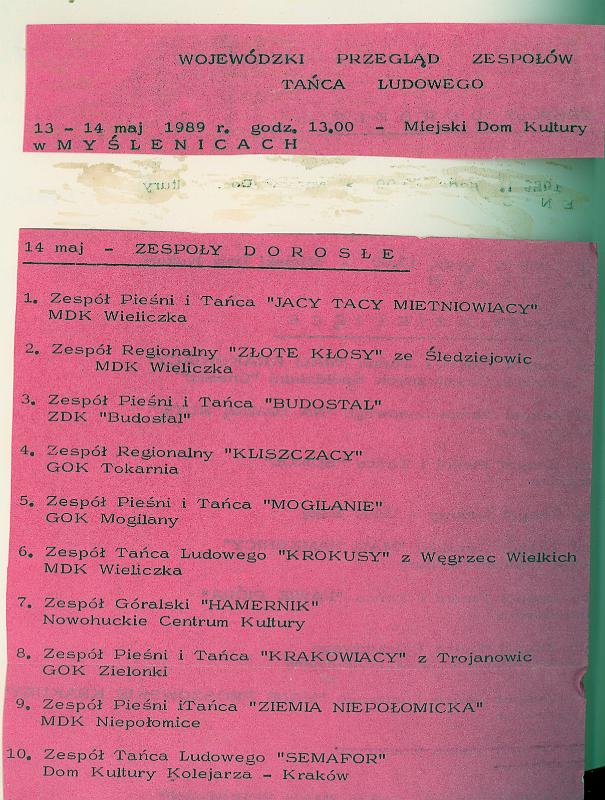 WOJEWÓDZKI PRZEGLĄD ZESPOŁÓW
TAŃCA LUDOWEGO
13 - 14 maj 1989 r. godz. 13.00 - Miejski Dom Kultury
w M Y Ś L E N I C A C H
14 maj - ZESPOŁY D O R O S Ł E
1. Zespół Pieśni i Tańca "JACY TACY MIETNIOWIACY"
MDK Wieliczka
2. Zespół Regionalny "ZŁOTE KŁOSY" ze Śledziejowic
MDK Wieliczka
3. Zespół Pieśni i Tańca "BUDOSTAL"
ZDK "Budostal"
4. Zespół Regionalny "KLISZCZACY"
GOK Tokarnia
5. Zespół Pieśni i Tańca "MOGILANIE"
GOK Mogilany
6. Zespół Tańca Ludowego "KROKUSY" z Węgrzec Wielkich
MDK Wieliczka
7. Zespół Góralski "HAMERNIK"
Nowohuckie Centrum Kultury
8. Zespół Pieśni i Tańca "KRAKOWIACY" z Trojanowic
GOK Zielonki
9. Zespół Pieśni iTańca "ZIEMIA NIEPOŁOMICKA"
MDK Niepołomice
10. Zespół Tańca Ludowego "SEMAFOR"
Dom Kultury Kolejarza - Kraków